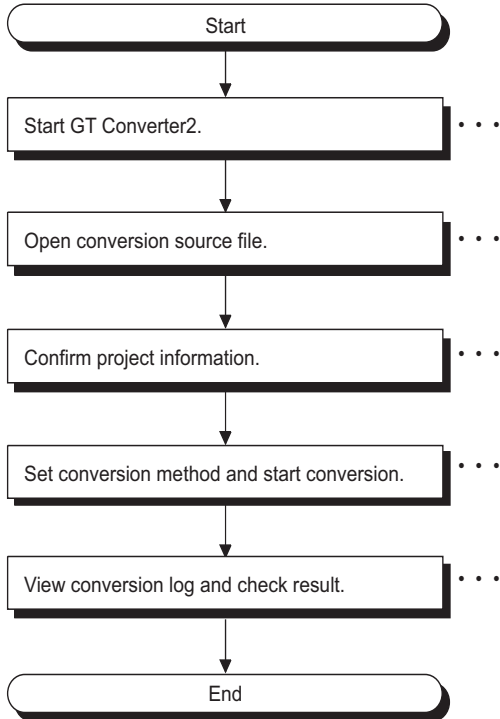 Start
Start GT Converter2. • • •
Open conversion source file. • • •
Confirm project information. • • •
Set conversion method and start conversion. • • •
View conversion log and check result. • • •
End